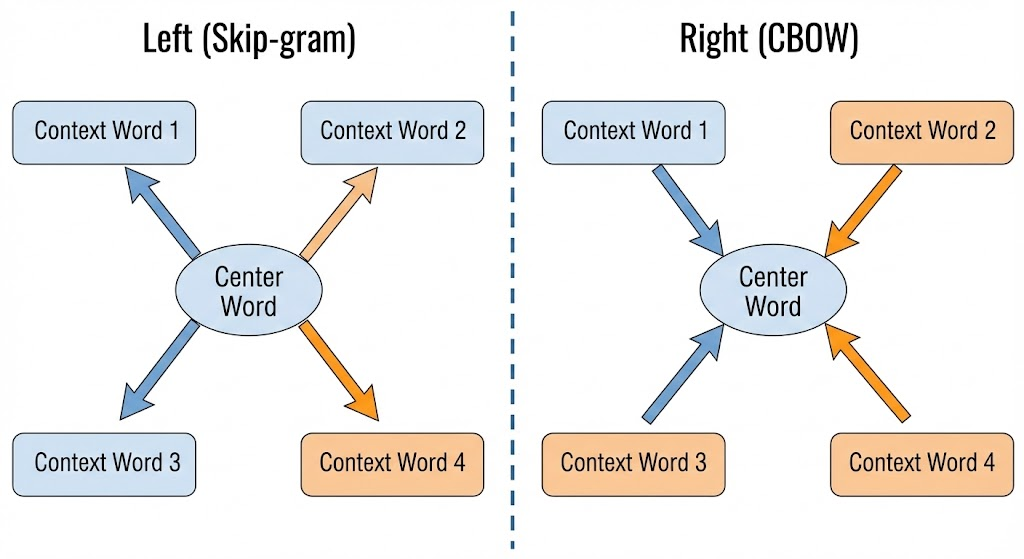 Left (Skip-gram)
Context Word 1
Context Word 2
Center
Word
Context Word 3
Context Word 4
Right (CBOW)
Context Word 1
Context Word 2
Center
Word
Context Word 3
Context Word 4